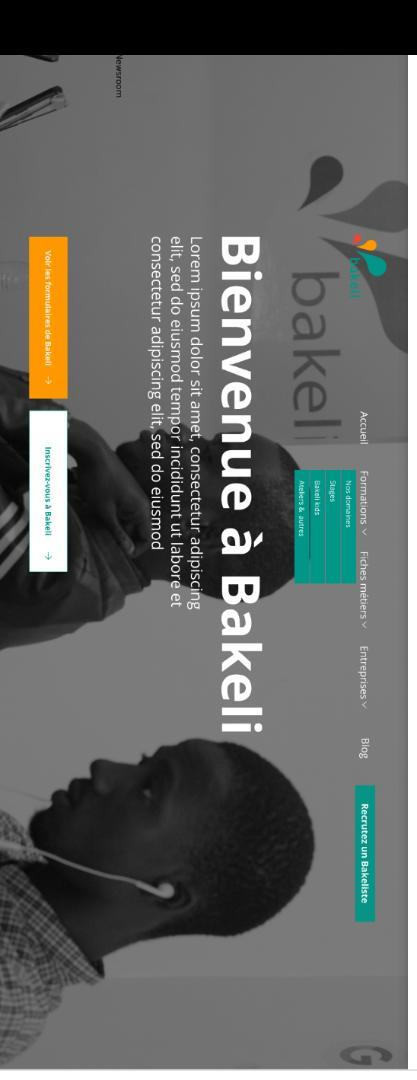 bakeli
Accueil
Formations
Fiches métiers
Entreprises
Blog
Recrutez un Bakeliste
Nos domaines
Stages
Bakeli kids
Ateliers & autres
bakeli
G
Bienvenue à Bakeli
Lorem ipsum dolor sit amet, consectetur adipiscing
elit, sed do eiusmod tempor incididunt ut labore et
consectetur adipiscing elit, sed do eiusmod
Newsroom
Voir les formulaires de Bakeli →
Inscrivez-vous à Bakeli →